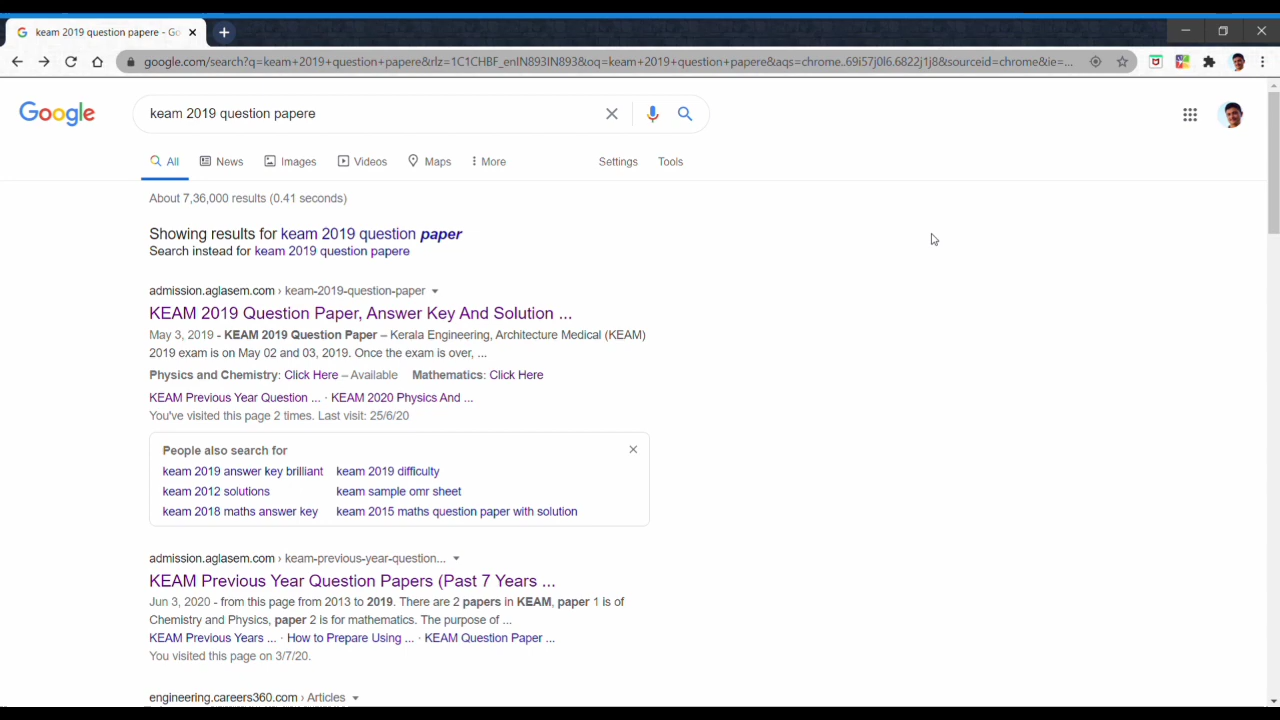 keam 2019 question papere - Go
google.com/search?q=keam+2019+question+papere&rlz=1C1CHBF_enIN893IN893&oq=keam+2019+question+papere&aqs=chrome..69i57j0l6.6822j1j8&sourceid=chrome&ie=...
Google
keam 2019 question papere
All News Images Videos Maps More Settings Tools
About 7,36,000 results (0.41 seconds)
Showing results for keam 2019 question paper
Search instead for keam 2019 question papere
admission.aglasem.com › keam-2019-question-paper
KEAM 2019 Question Paper, Answer Key And Solution ...
May 3, 2019 - KEAM 2019 Question Paper – Kerala Engineering, Architecture Medical (KEAM)
2019 exam is on May 02 and 03, 2019. Once the exam is over, ...
Physics and Chemistry: Click Here – Available Mathematics: Click Here
KEAM Previous Year Question ... · KEAM 2020 Physics And ...
You've visited this page 2 times. Last visit: 25/6/20
People also search for
keam 2019 answer key brilliant keam 2019 difficulty
keam 2012 solutions keam sample omr sheet
keam 2018 maths answer key keam 2015 maths question paper with solution
admission.aglasem.com › keam-previous-year-question...
KEAM Previous Year Question Papers (Past 7 Years ...
Jun 3, 2020 - from this page from 2013 to 2019. There are 2 papers in KEAM, paper 1 is of
Chemistry and Physics, paper 2 is for mathematics. The purpose of ...
KEAM Previous Years ... · How to Prepare Using ... · KEAM Question Paper ...
You visited this page on 3/7/20.
engineering.careers360.com › Articles